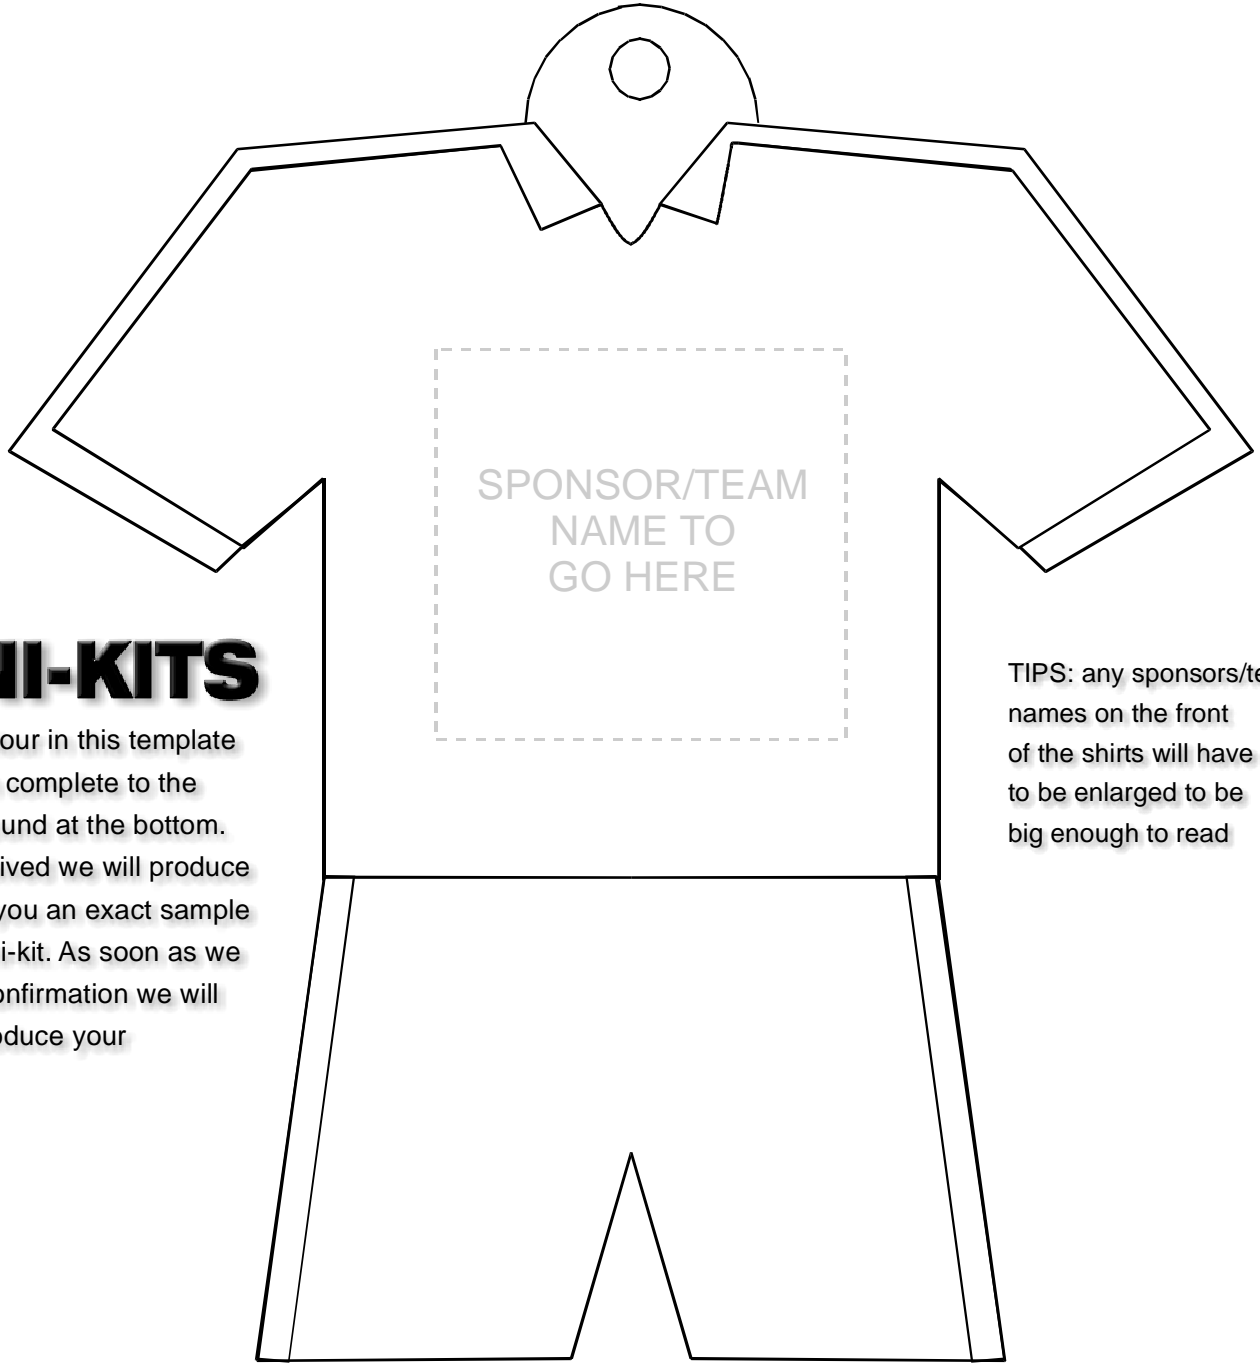 SPONSOR/TEAM
NAME TO
GO HERE
NI-KITS
our in this template
complete to the
und at the bottom.
ived we will produce
you an exact sample
i-kit. As soon as we
onfirmation we will
oduce your
TIPS: any sponsors/te
names on the front
of the shirts will have
to be enlarged to be
big enough to read